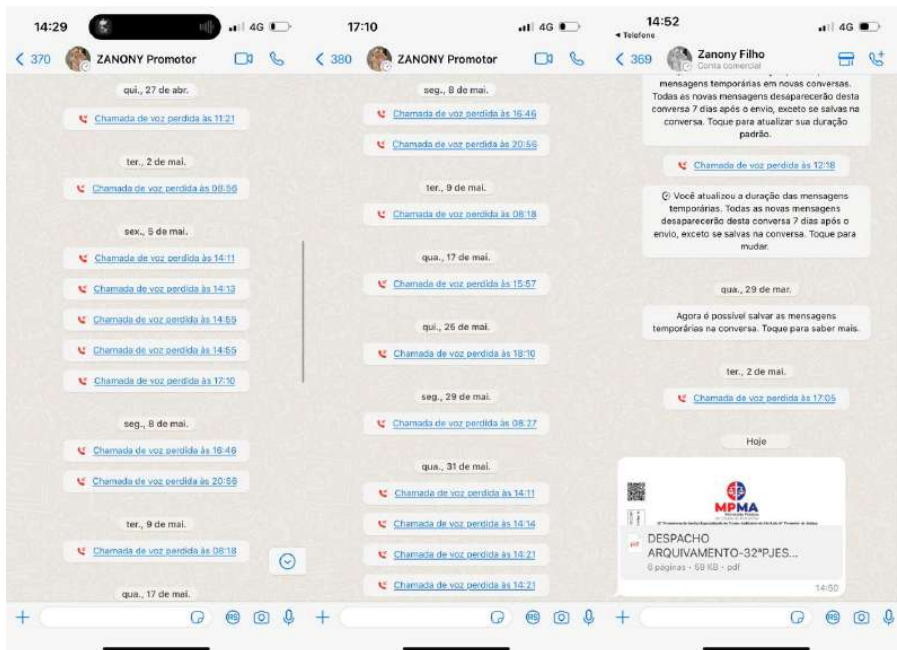 14:29
4G
370
ZANONY Promotor
qui., 27 de abr.
Chamada de voz perdida às 11:21
ter., 2 de mai.
Chamada de voz perdida às 08:56
sex., 5 de mai.
Chamada de voz perdida às 14:11
Chamada de voz perdida às 14:13
Chamada de voz perdida às 14:55
Chamada de voz perdida às 14:55
Chamada de voz perdida às 17:10
seg., 8 de mai.
Chamada de voz perdida às 16:46
Chamada de voz perdida às 20:56
ter., 9 de mai.
Chamada de voz perdida às 08:18
qua., 17 de mai.
17:10
4G
380
ZANONY Promotor
seg., 8 de mai.
Chamada de voz perdida às 16:46
Chamada de voz perdida às 20:56
ter., 9 de mai.
Chamada de voz perdida às 08:18
qua., 17 de mai.
Chamada de voz perdida às 15:57
qui., 25 de mai.
Chamada de voz perdida às 18:10
seg., 29 de mai.
Chamada de voz perdida às 08:27
qua., 31 de mai.
Chamada de voz perdida às 14:11
Chamada de voz perdida às 14:14
Chamada de voz perdida às 14:21
Chamada de voz perdida às 14:21
14:52
Telefone
4G
369
Zanony Filho
Conta comercial
mensagens temporárias em novas conversas.
Todas as novas mensagens desaparecerão desta
conversa 7 dias após o envio, exceto se salvas na
conversa. Toque para atualizar sua duração
padrão.
Chamada de voz perdida às 12:18
Você atualizou a duração das mensagens
temporárias. Todas as novas mensagens
desaparecerão desta conversa 7 dias após o
envio, exceto se salvas na conversa. Toque para
mudar.
qua., 29 de mar.
Agora é possível salvar as mensagens
temporárias na conversa. Toque para saber mais.
ter., 2 de mai.
Chamada de voz perdida às 17:05
Hoje
MPMA
DESPACHO
ARQUIVAMENTO-32ªPJES...
6 páginas • 69 KB • pdf
14:50